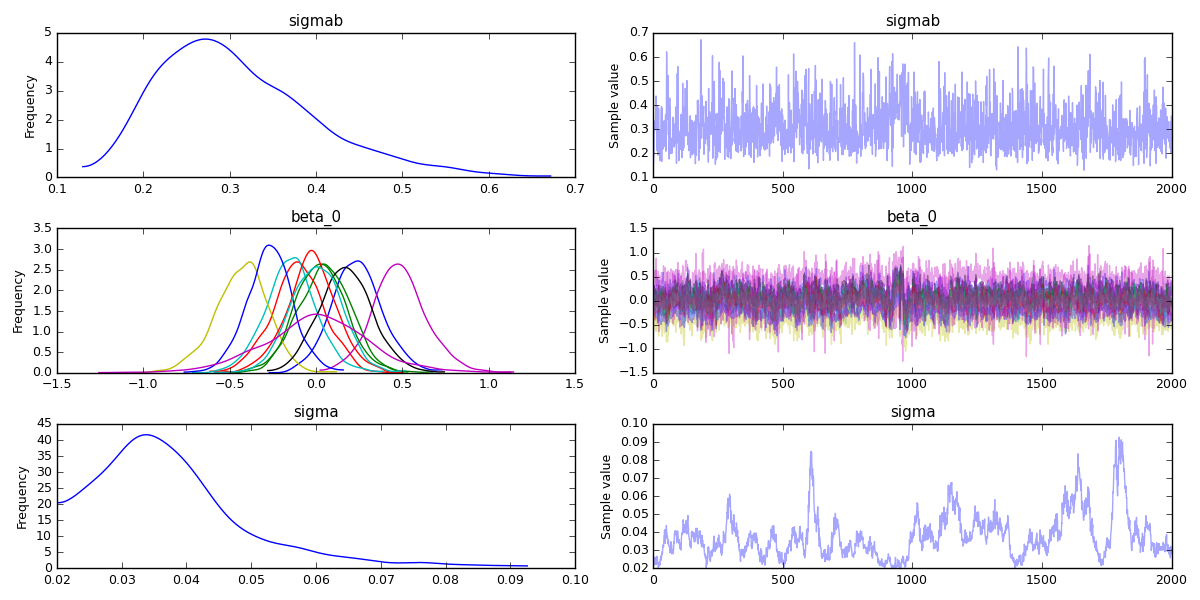 sigmab
Frequency
5
4
3
2
1
0
0.1 0.2 0.3 0.4 0.5 0.6 0.7
sigmab
Sample value
0.7
0.6
0.5
0.4
0.3
0.2
0.1
0 500 1000 1500 2000
beta_0
Frequency
3.5
3.0
2.5
2.0
1.5
1.0
0.5
0.0
−1.5 −1.0 −0.5 0.0 0.5 1.0 1.5
beta_0
Sample value
1.5
1.0
0.5
0.0
−0.5
−1.0
−1.5
0 500 1000 1500 2000
sigma
Frequency
45
40
35
30
25
20
15
10
5
0
0.02 0.03 0.04 0.05 0.06 0.07 0.08 0.09 0.10
sigma
Sample value
0.10
0.09
0.08
0.07
0.06
0.05
0.04
0.03
0.02
0 500 1000 1500 2000